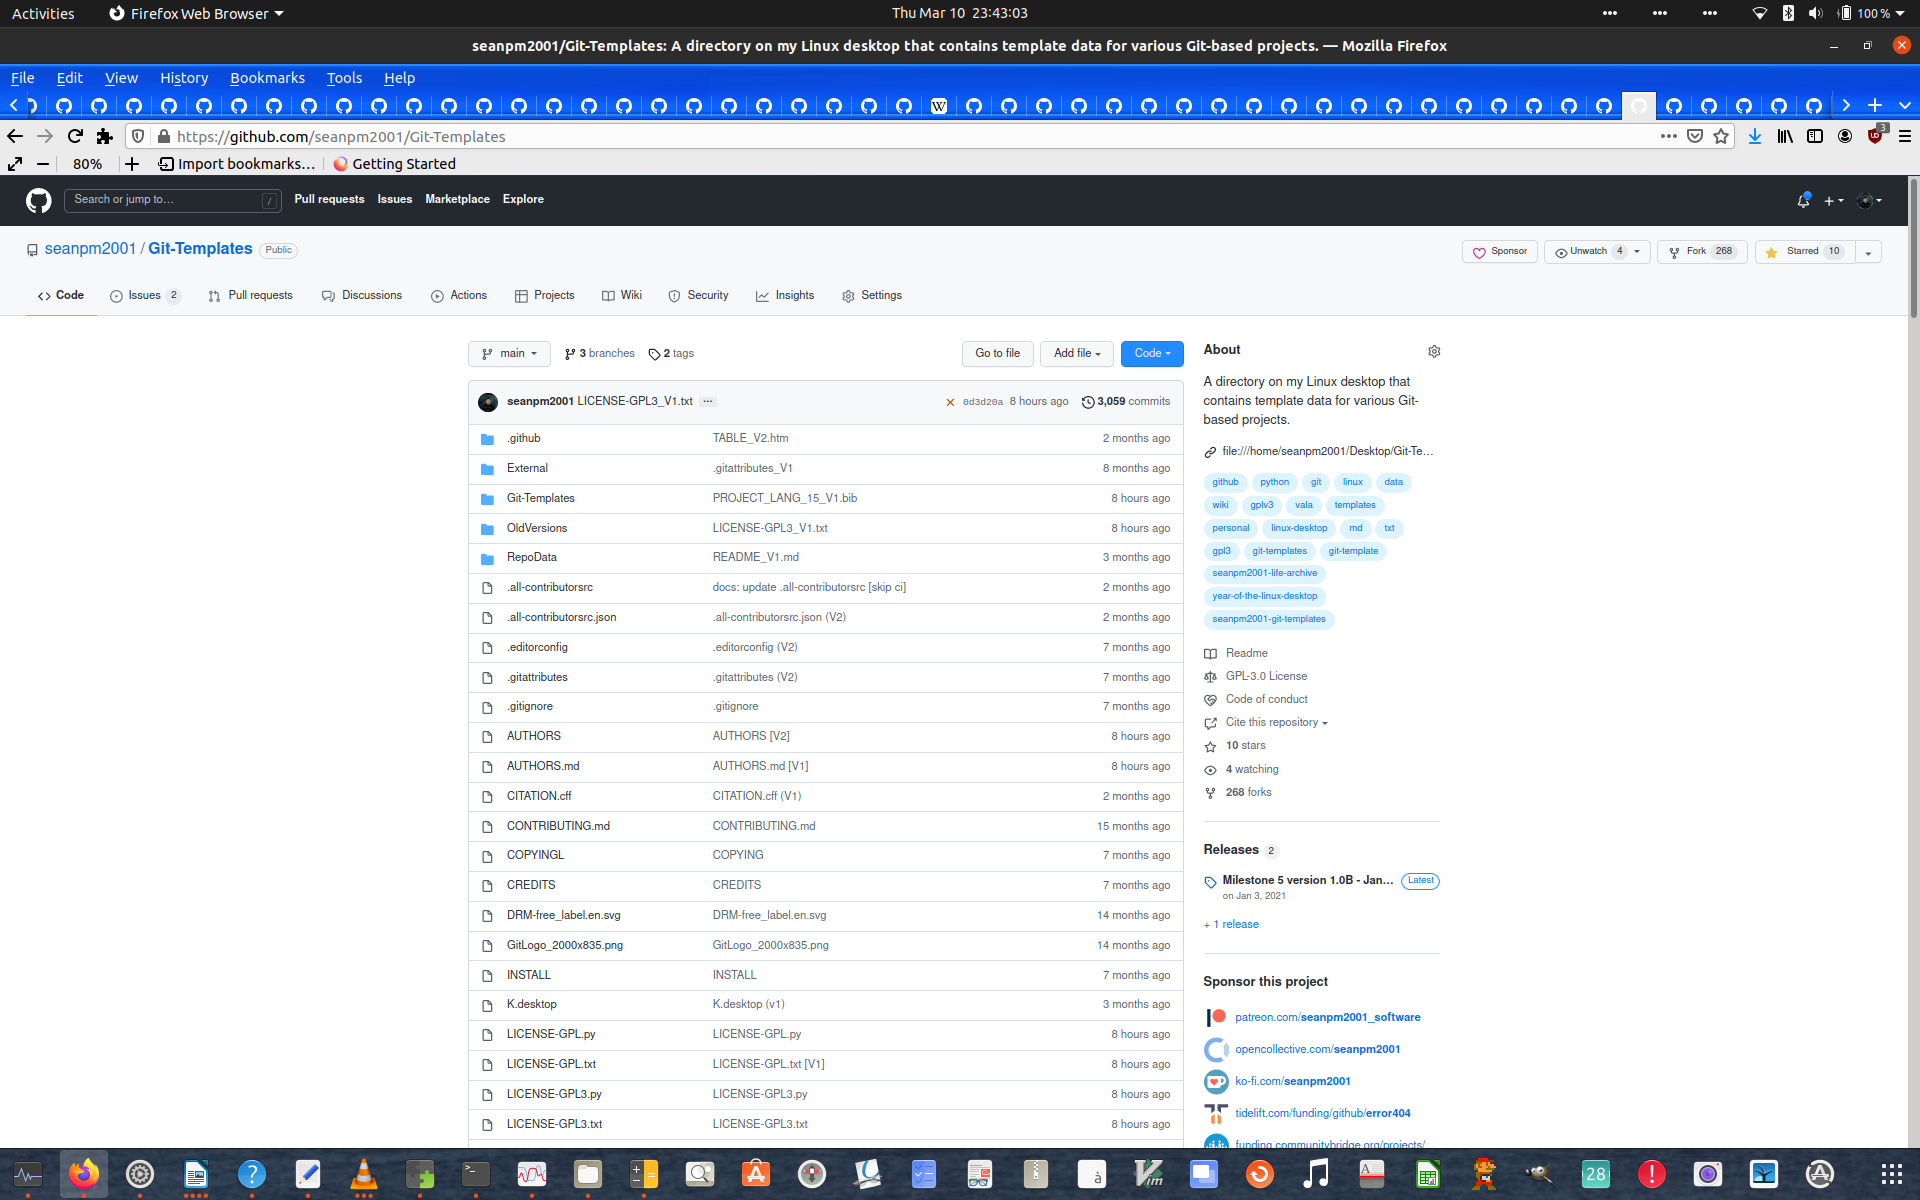 Activities Firefox Web Browser Thu Mar 10 23:43:03 100 %
seanpm2001/Git-Templates: A directory on my Linux desktop that contains template data for various Git-based projects. — Mozilla Firefox
File Edit View History Bookmarks Tools Help
W
https://github.com/seanpm2001/Git-Templates 3
80% Import bookmarks… Getting Started
Search or jump to… / Pull requests Issues Marketplace Explore
seanpm2001 / Git-Templates Public Sponsor Unwatch 4 Fork 268 Starred 10
Code Issues 2 Pull requests Discussions Actions Projects Wiki Security Insights Settings
main 3 branches 2 tags Go to file Add file Code
seanpm2001 LICENSE-GPL3_V1.txt ··· 0d3d20a 8 hours ago 3,059 commits
.github TABLE_V2.htm 2 months ago
External .gitattributes_V1 8 months ago
Git-Templates PROJECT_LANG_15_V1.bib 8 hours ago
OldVersions LICENSE-GPL3_V1.txt 8 hours ago
RepoData README_V1.md 3 months ago
.all-contributorsrc docs: update .all-contributorsrc [skip ci] 2 months ago
.all-contributorsrc.json .all-contributorsrc.json (V2) 2 months ago
.editorconfig .editorconfig (V2) 7 months ago
.gitattributes .gitattributes (V2) 7 months ago
.gitignore .gitignore 7 months ago
AUTHORS AUTHORS [V2] 8 hours ago
AUTHORS.md AUTHORS.md [V1] 8 hours ago
CITATION.cff CITATION.cff (V1) 2 months ago
CONTRIBUTING.md CONTRIBUTING.md 15 months ago
COPYINGL COPYING 7 months ago
CREDITS CREDITS 7 months ago
DRM-free_label.en.svg DRM-free_label.en.svg 14 months ago
GitLogo_2000x835.png GitLogo_2000x835.png 14 months ago
INSTALL INSTALL 7 months ago
K.desktop K.desktop (v1) 3 months ago
LICENSE-GPL.py LICENSE-GPL.py 8 hours ago
LICENSE-GPL.txt LICENSE-GPL.txt [V1] 8 hours ago
LICENSE-GPL3.py LICENSE-GPL3.py 8 hours ago
LICENSE-GPL3.txt LICENSE-GPL3.txt 8 hours ago
About
A directory on my Linux desktop that
contains template data for various Git-
based projects.
file:///home/seanpm2001/Desktop/Git-Te…
github python git linux data
wiki gplv3 vala templates
personal linux-desktop md txt
gpl3 git-templates git-template
seanpm2001-life-archive
year-of-the-linux-desktop
seanpm2001-git-templates
Readme
GPL-3.0 License
Code of conduct
Cite this repository
10 stars
4 watching
268 forks
Releases 2
Milestone 5 version 1.0B - Jan… Latest
on Jan 3, 2021
+ 1 release
Sponsor this project
patreon.com/seanpm2001_software
opencollective.com/seanpm2001
ko-fi.com/seanpm2001
tidelift.com/funding/github/error404
funding.communitybridge.org/projects/…
? à Vim 28